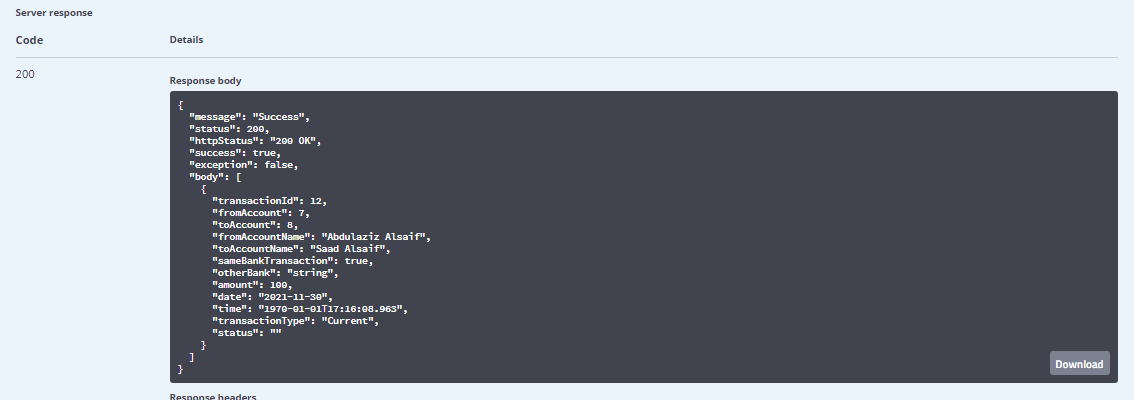 Server response
Code Details
200
Response body
{
"message": "Success",
"status": 200,
"httpStatus": "200 OK",
"success": true,
"exception": false,
"body": [
{
"transactionId": 12,
"fromAccount": 7,
"toAccount": 8,
"fromAccountName": "Abdulaziz Alsaif",
"toAccountName": "Saad Alsaif",
"sameBankTransaction": true,
"otherBank": "string",
"amount": 100,
"date": "2021-11-30",
"time": "1970-01-01T17:16:08.963",
"transactionType": "Current",
"status": ""
}
]
}
Download
Response headers